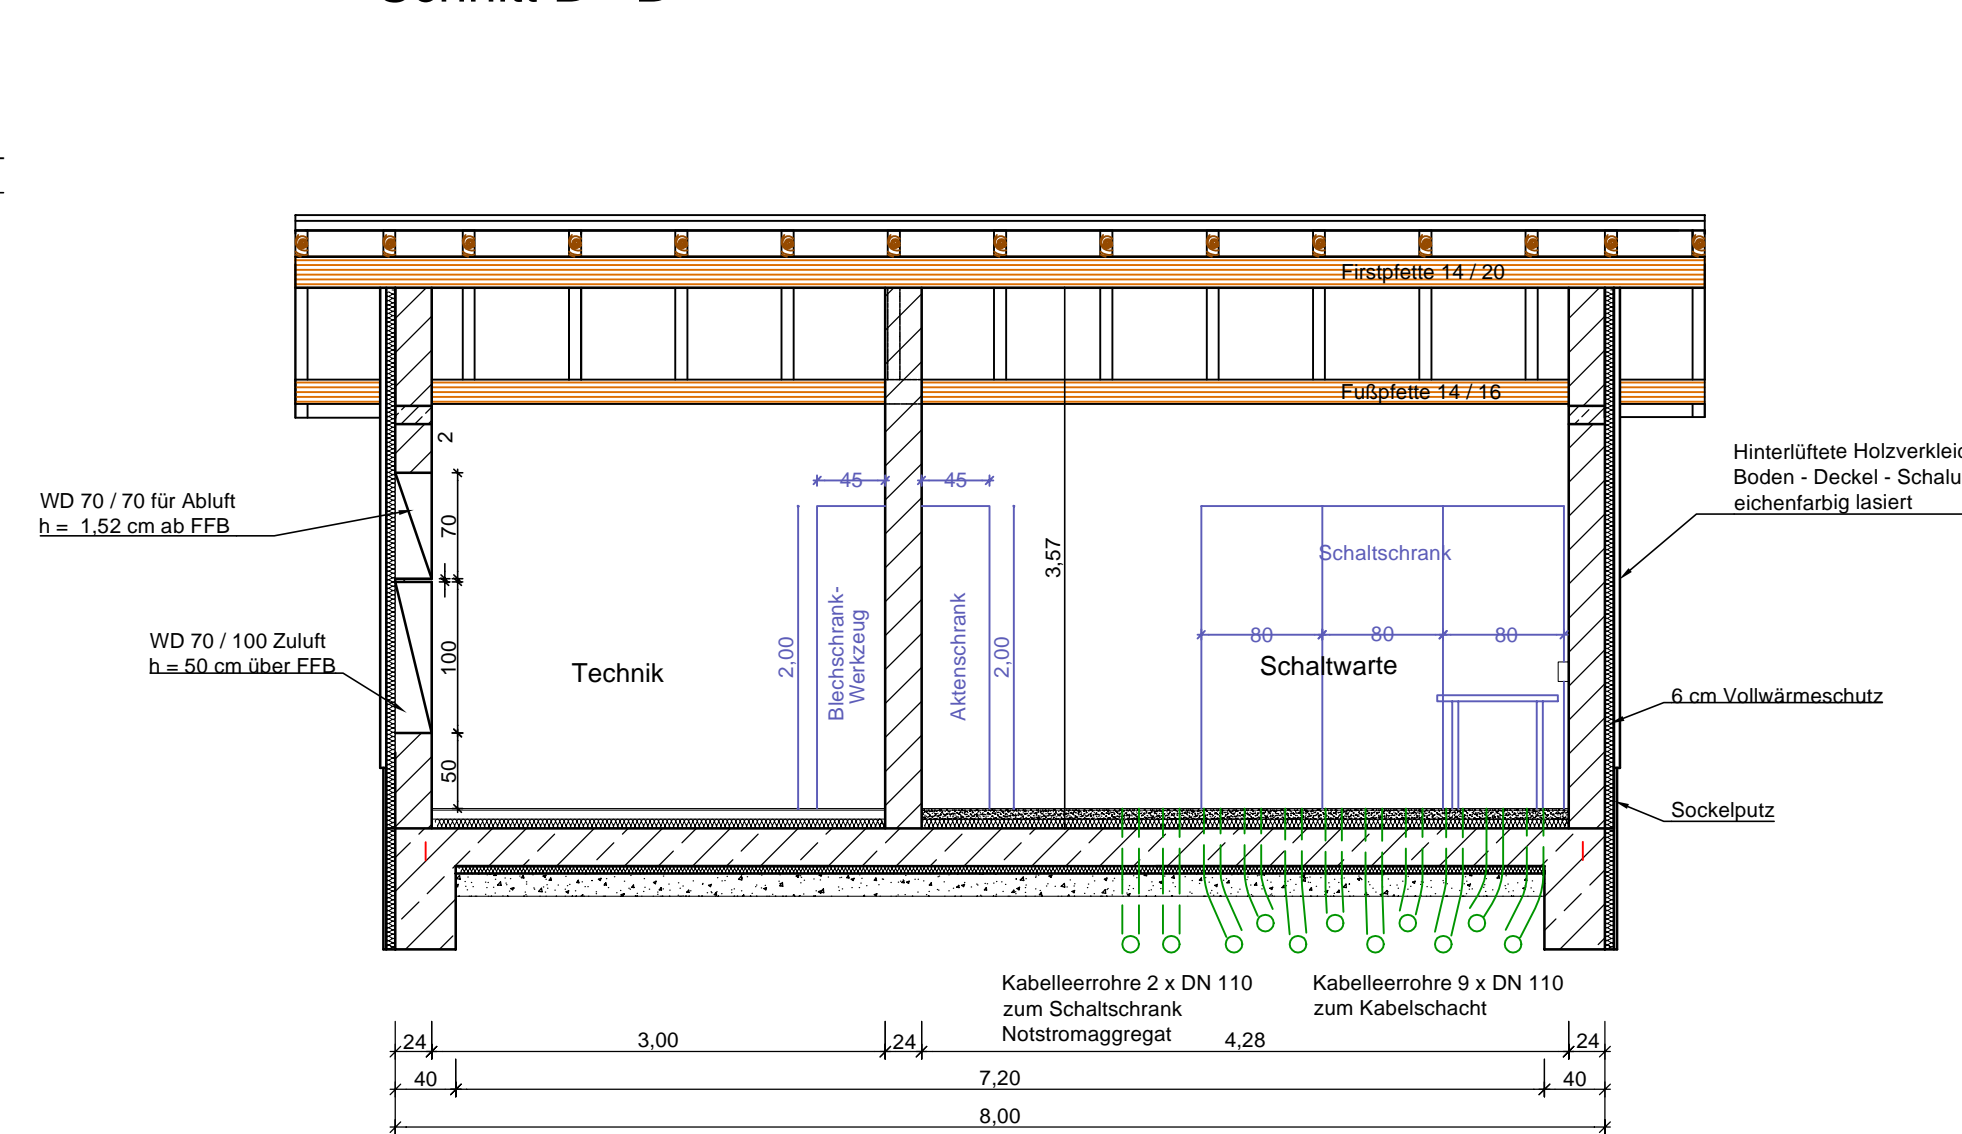 Firstpfette 14 / 20
Fußpfette 14 / 16
2
WD 70 / 70 für Abluft
h = 1,52 cm ab FFB
70
45
45
3,57
Hinterlüftete
Boden - Deckel -
eichenfarbig lasiert
Schaltschrank
WD 70 / 100 Zuluft
h = 50 cm über FFB
100
Technik
2,00
Blechschrank-
Werkzeug
Aktenschrank
2,00
80
80
80
Schaltwarte
6 cm Vollwärmeschutz
50
Sockelputz
Kabelleerrohre 2 x DN 110
zum Schaltschrank
Notstromaggregat
Kabelleerrohre 9 x DN 110
zum Kabelschacht
24
3,00
24
4,28
24
40
7,20
40
8,00